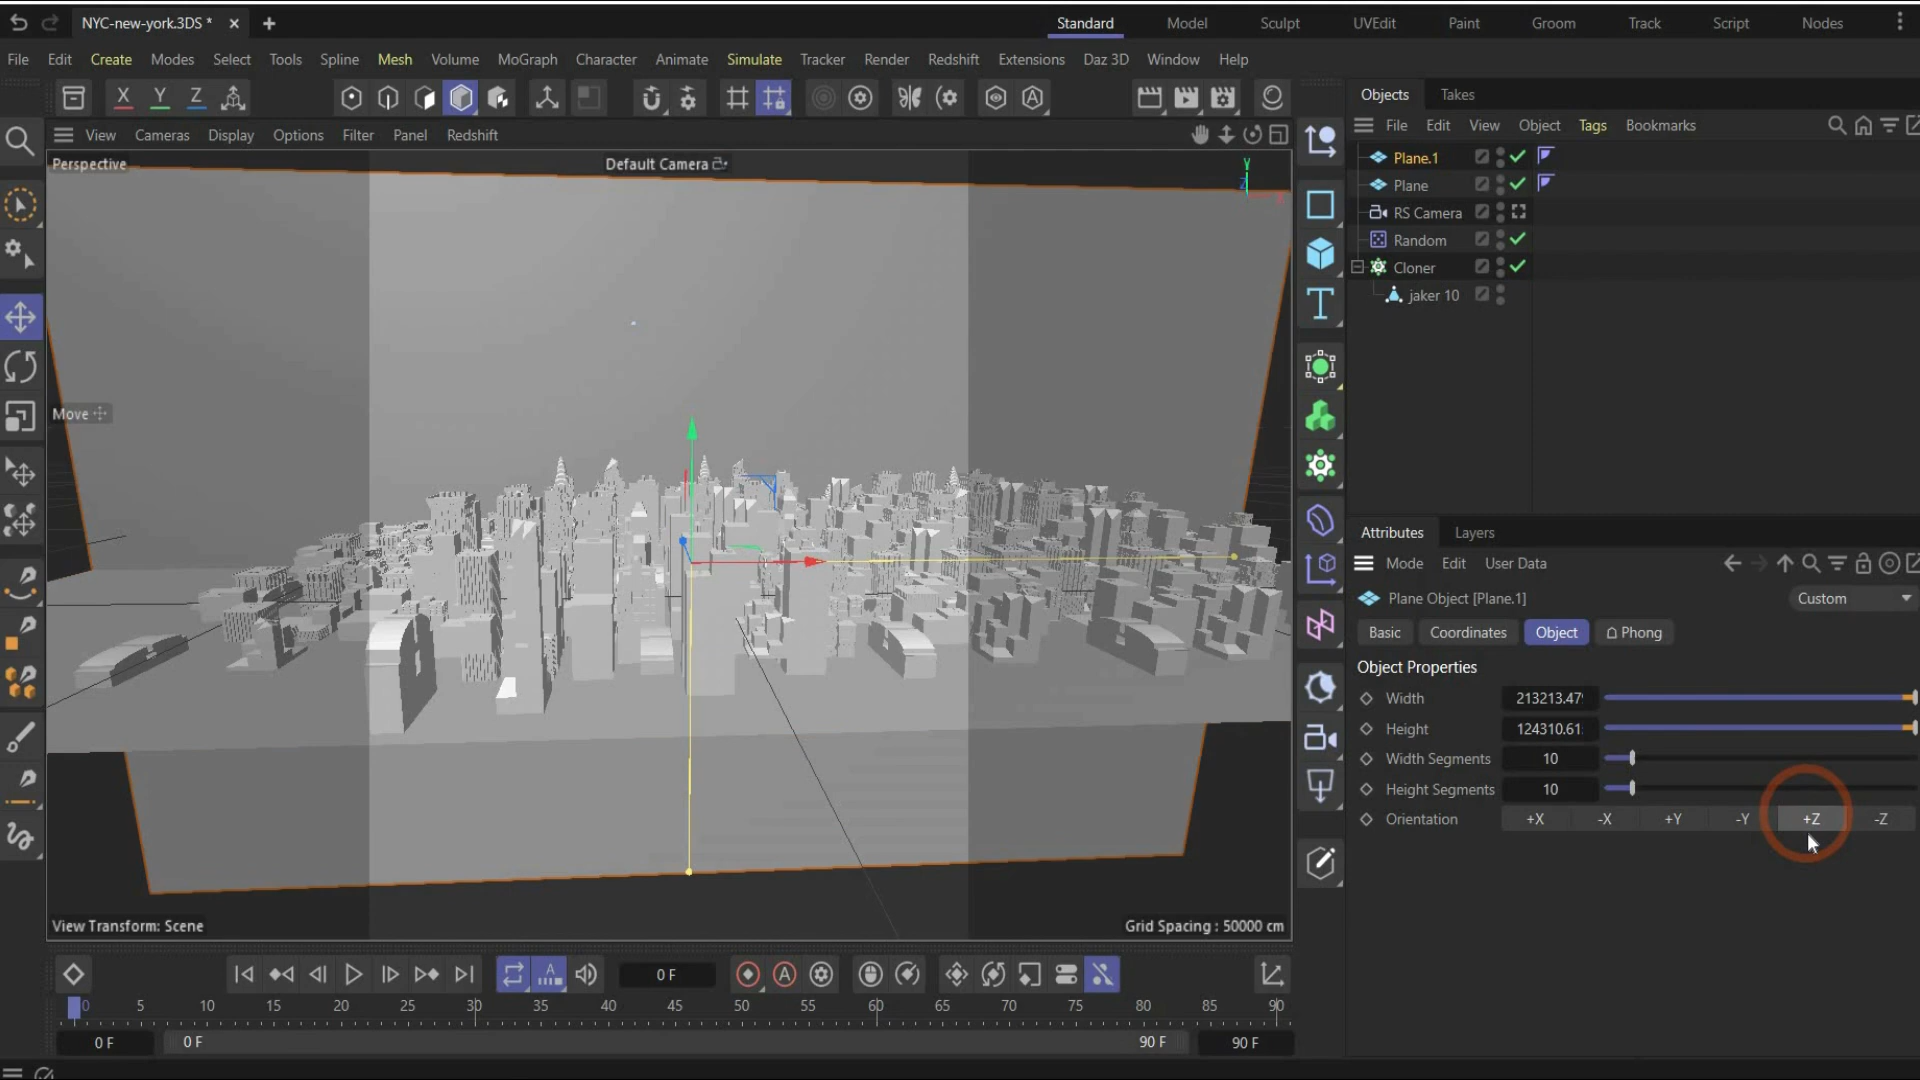 NYC-new-york.3DS *
Standard Model Sculpt UVEdit Paint Groom Track Script Nodes
File Edit Create Modes Select Tools Spline Mesh Volume MoGraph Character Animate Simulate Tracker Render Redshift Extensions Daz 3D Window Help
X Y Z
Objects Takes
File Edit View Object Tags Bookmarks
View Cameras Display Options Filter Panel Redshift
Perspective
Default Camera
Y
Z
X
Plane.1
Plane
RS Camera
Random
Cloner
jaker 10
Move
Attributes Layers
Mode Edit User Data
Plane Object [Plane.1]
Custom
Basic Coordinates Object Phong
Object Properties
Width 213213.47
Height 124310.61
Width Segments 10
Height Segments 10
Orientation +X -X +Y -Y +Z -Z
View Transform: Scene
Grid Spacing : 50000 cm
0 F
0 5 10 15 20 25 30 35 40 45 50 55 60 65 70 75 80 85 90
0 F 0 F 90 F 90 F